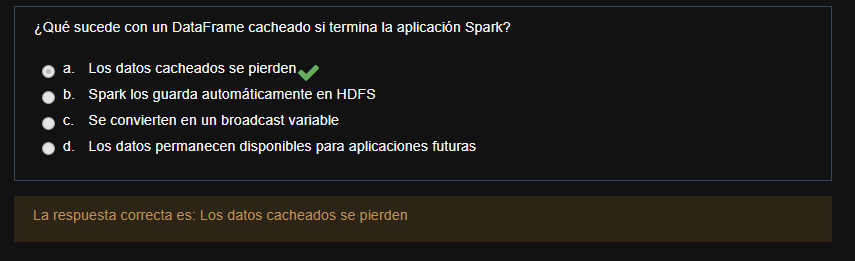 ¿Qué sucede con un DataFrame cacheado si termina la aplicación Spark?
a. Los datos cacheados se pierden
b. Spark los guarda automáticamente en HDFS
c. Se convierten en un broadcast variable
d. Los datos permanecen disponibles para aplicaciones futuras
La respuesta correcta es: Los datos cacheados se pierden